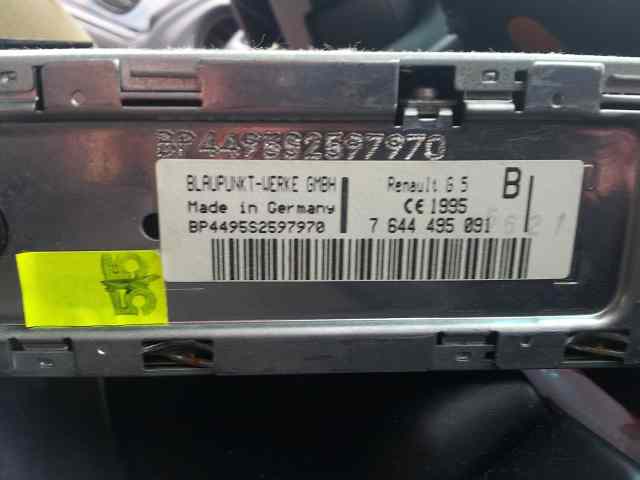 BP4495S2597970
BLAUPUNKT-WERKE GMBH
Made in Germany
BP4495S2597970
Renault G 5
CE 1995
7 644 495 091
B